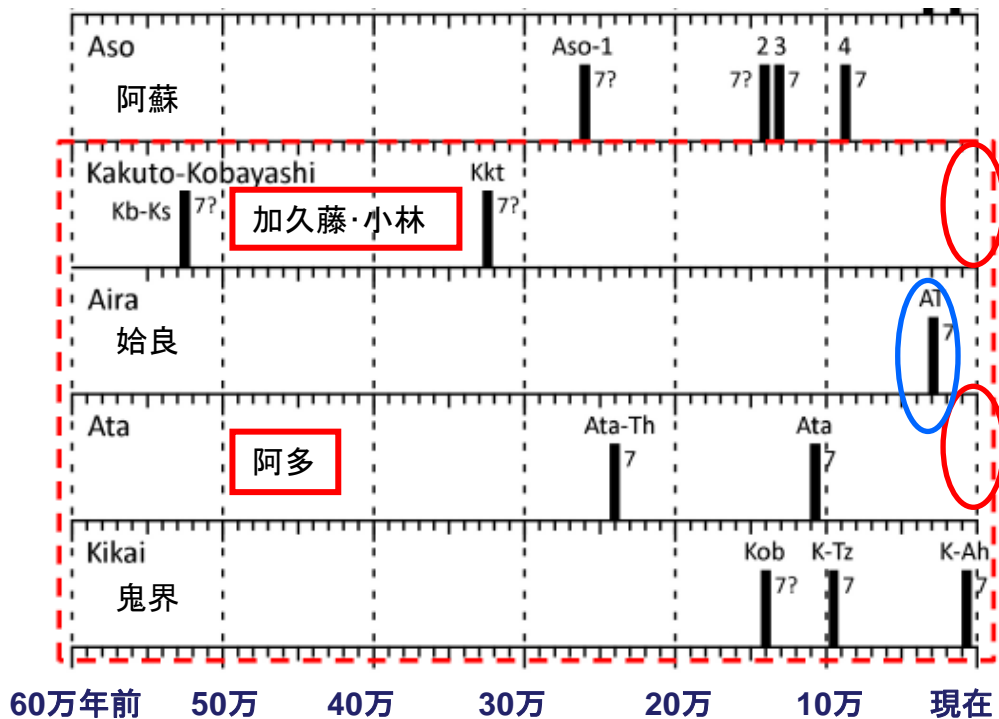 Aso
阿蘇
Aso-1
7?
2 3
7?
7
4
7
Kakuto-Kobayashi
Kb-Ks
7?
加久藤・小林
Kkt
7?
Aira
姶良
AT
7
Ata
阿多
Ata-Th
7
Ata
7
Kikai
鬼界
Kob
7?
K-Tz
7
K-Ah
7
60万年前 50万 40万 30万 20万 10万 現在